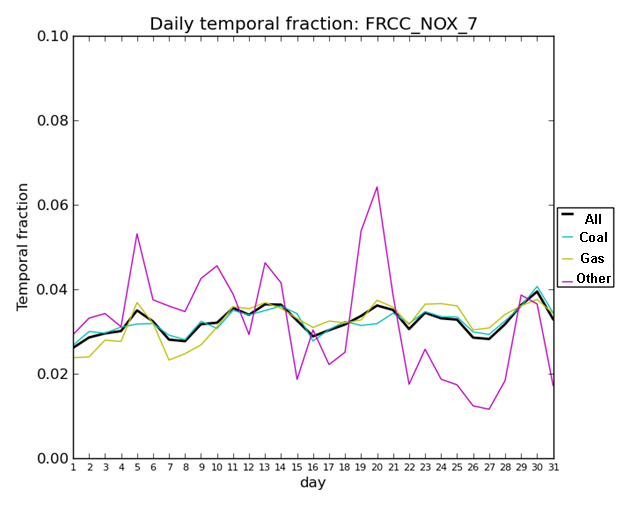 Daily temporal fraction: FRCC_NOX_7
0.10
0.08
0.06
0.04
0.02
0.00
Temporal fraction
1 2 3 4 5 6 7 8 9 10 11 12 13 14 15 16 17 18 19 20 21 22 23 24 25 26 27 28 29 30 31
day
All
Coal
Gas
Other